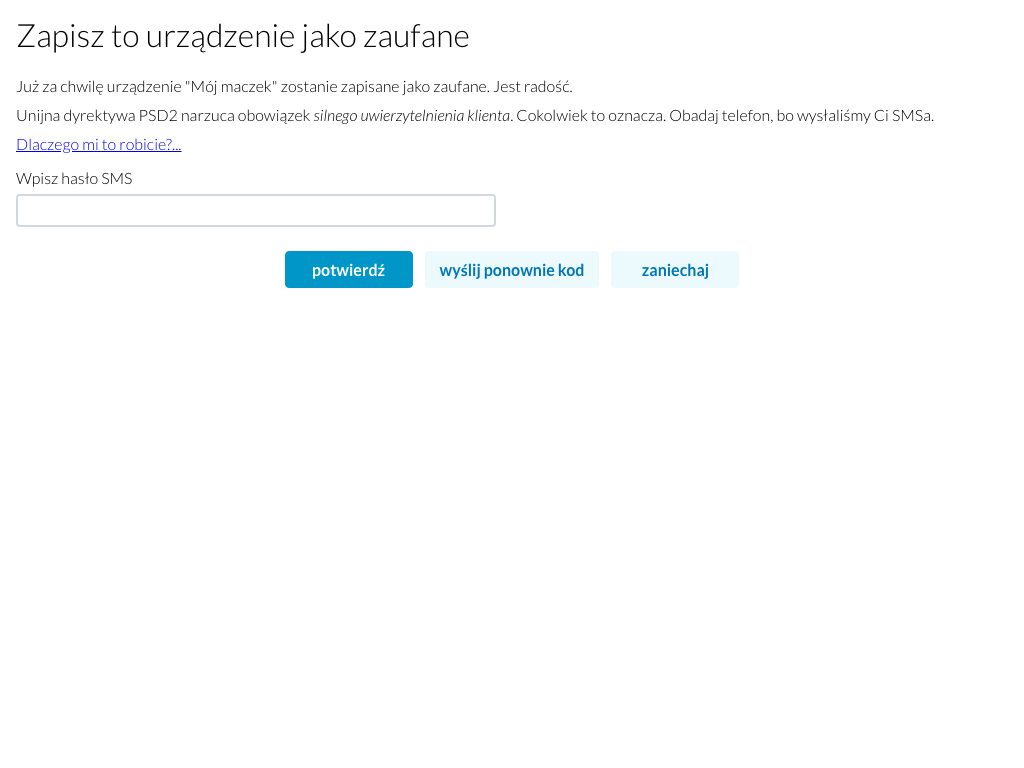 Zapisz to urządzenie jako zaufane
Już za chwilę urządzenie "Mój maczek" zostanie zapisane jako zaufane. Jest radość.
Unijna dyrektywa PSD2 narzuca obowiązek silnego uwierzytelnienia klienta. Cokolwiek to oznacza. Obadaj telefon, bo wysłaliśmy Ci SMSa.
Dlaczego mi to robicie?...
Wpisz hasło SMS
potwierdź wyślij ponownie kod zaniechaj